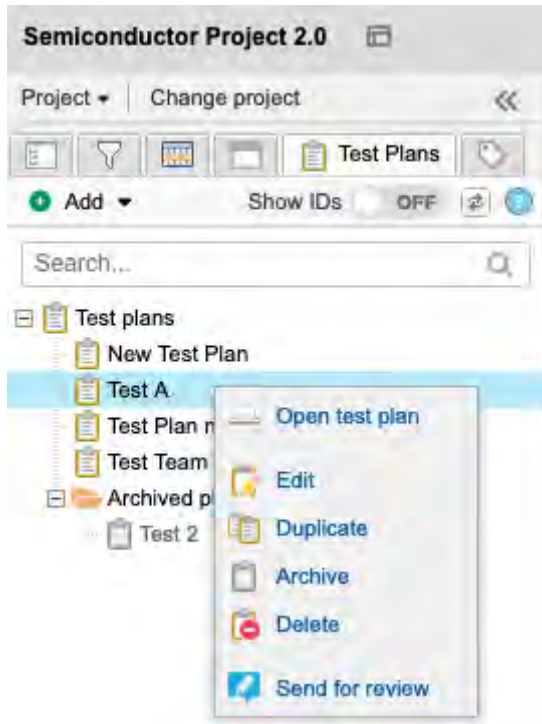 Semiconductor Project 2.0
Project
Change project
Test Plans
Add
Show IDs
OFF
Search...
Test plans
New Test Plan
Test A
Test Plan
Open test plan
Test Team
Edit
Archived
Duplicate
Test 2
Archive
Delete
Send for review